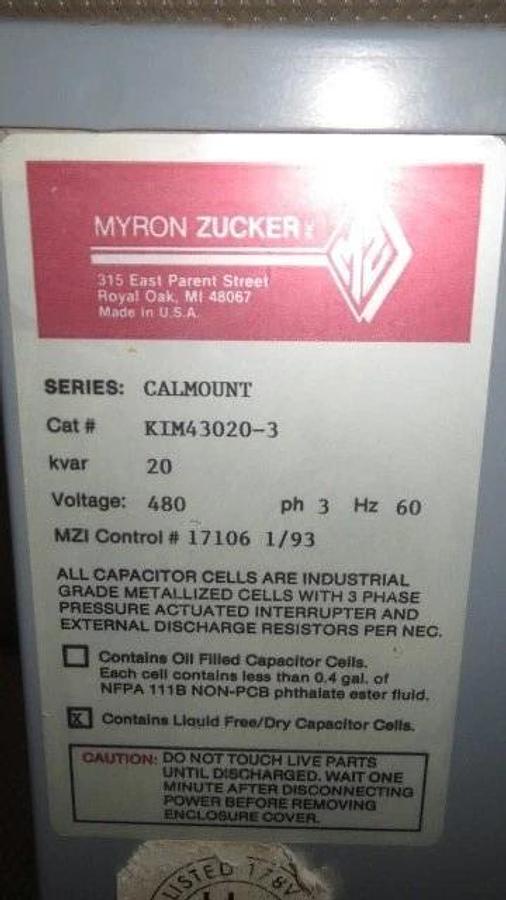 MYRON ZUCKER INC
MZI
315 East Parent Street
Royal Oak, MI 48067
Made in U.S.A.
SERIES: CALMOUNT
Cat # KIM43020-3
kvar 20
Voltage: 480 ph 3 Hz 60
MZI Control # 17106 1/93
ALL CAPACITOR CELLS ARE INDUSTRIAL
GRADE METALLIZED CELLS WITH 3 PHASE
PRESSURE ACTUATED INTERRUPTER AND
EXTERNAL DISCHARGE RESISTORS PER NEC.
Contains Oil Filled Capacitor Cells.
Each cell contains less than 0.4 gal. of
NFPA 111B NON-PCB phthalate ester fluid.
X Contains Liquid Free/Dry Capacitor Cells.
CAUTION: DO NOT TOUCH LIVE PARTS
UNTIL DISCHARGED. WAIT ONE
MINUTE AFTER DISCONNECTING
POWER BEFORE REMOVING
ENCLOSURE COVER.
LISTED 178V